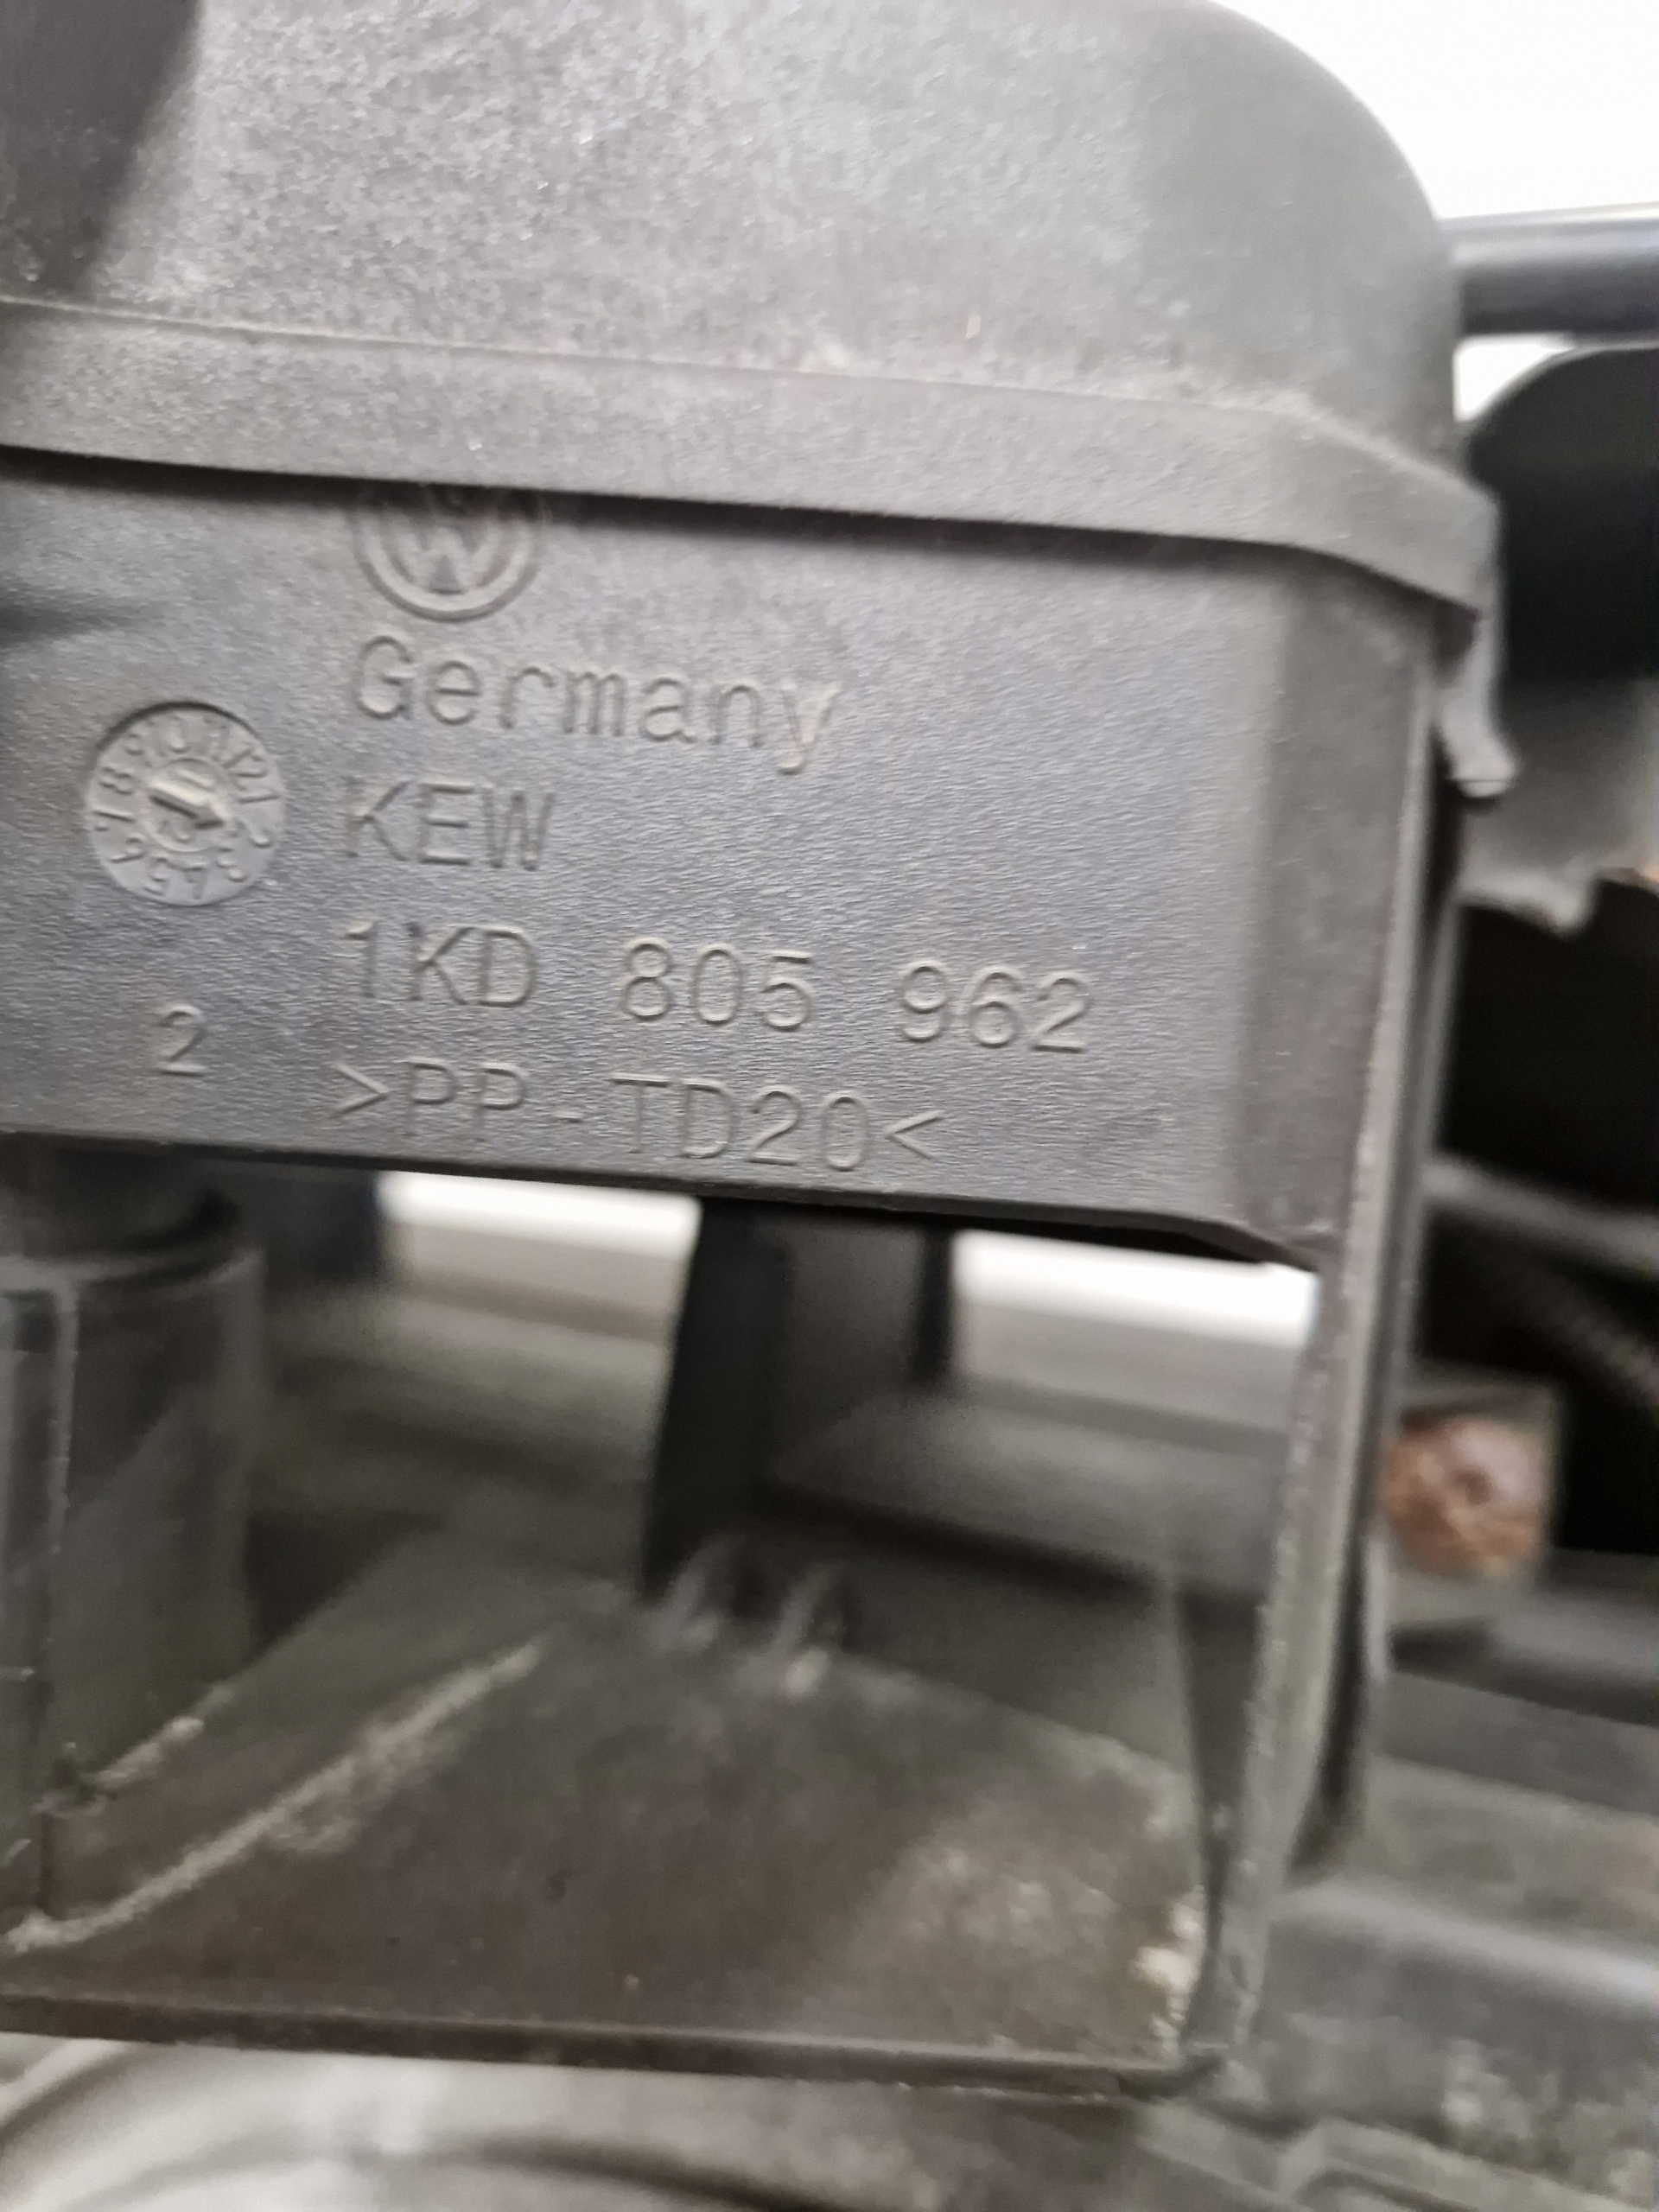 Germany
KEW
1KD 805 962
2
>PP-TD20<